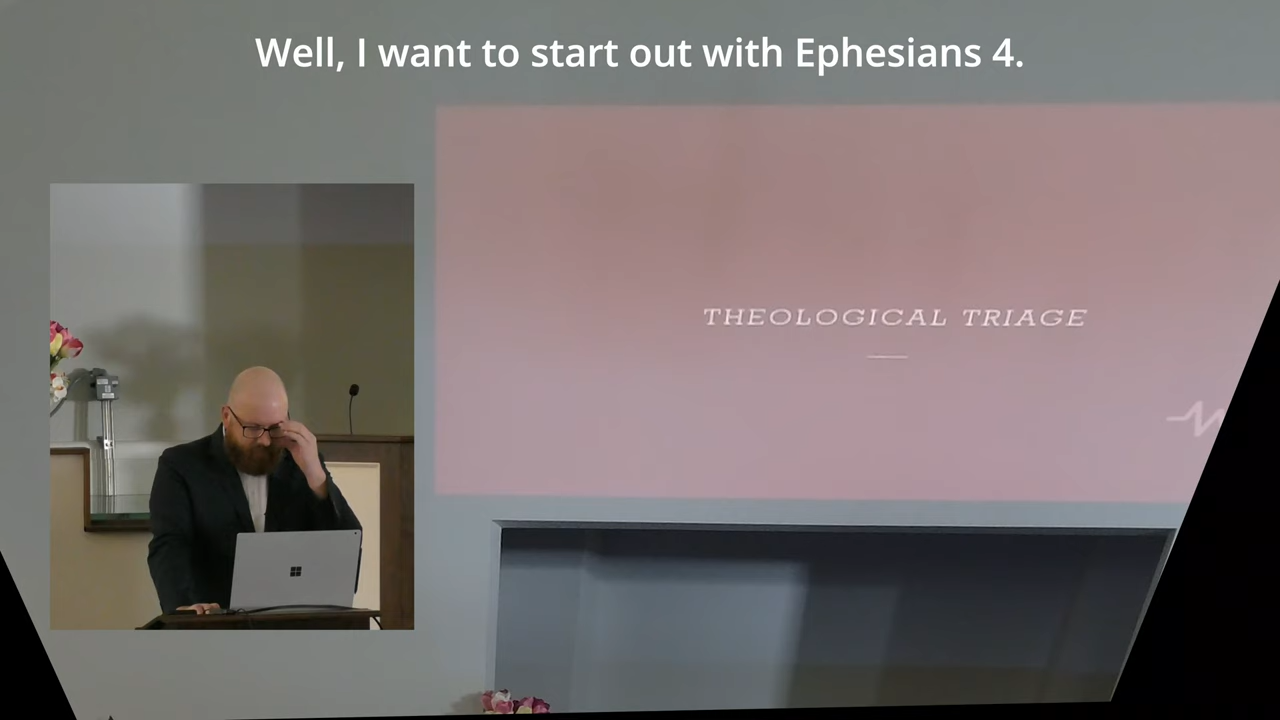 Well, I want to start out with Ephesians 4.
THEOLOGICAL TRIAGE